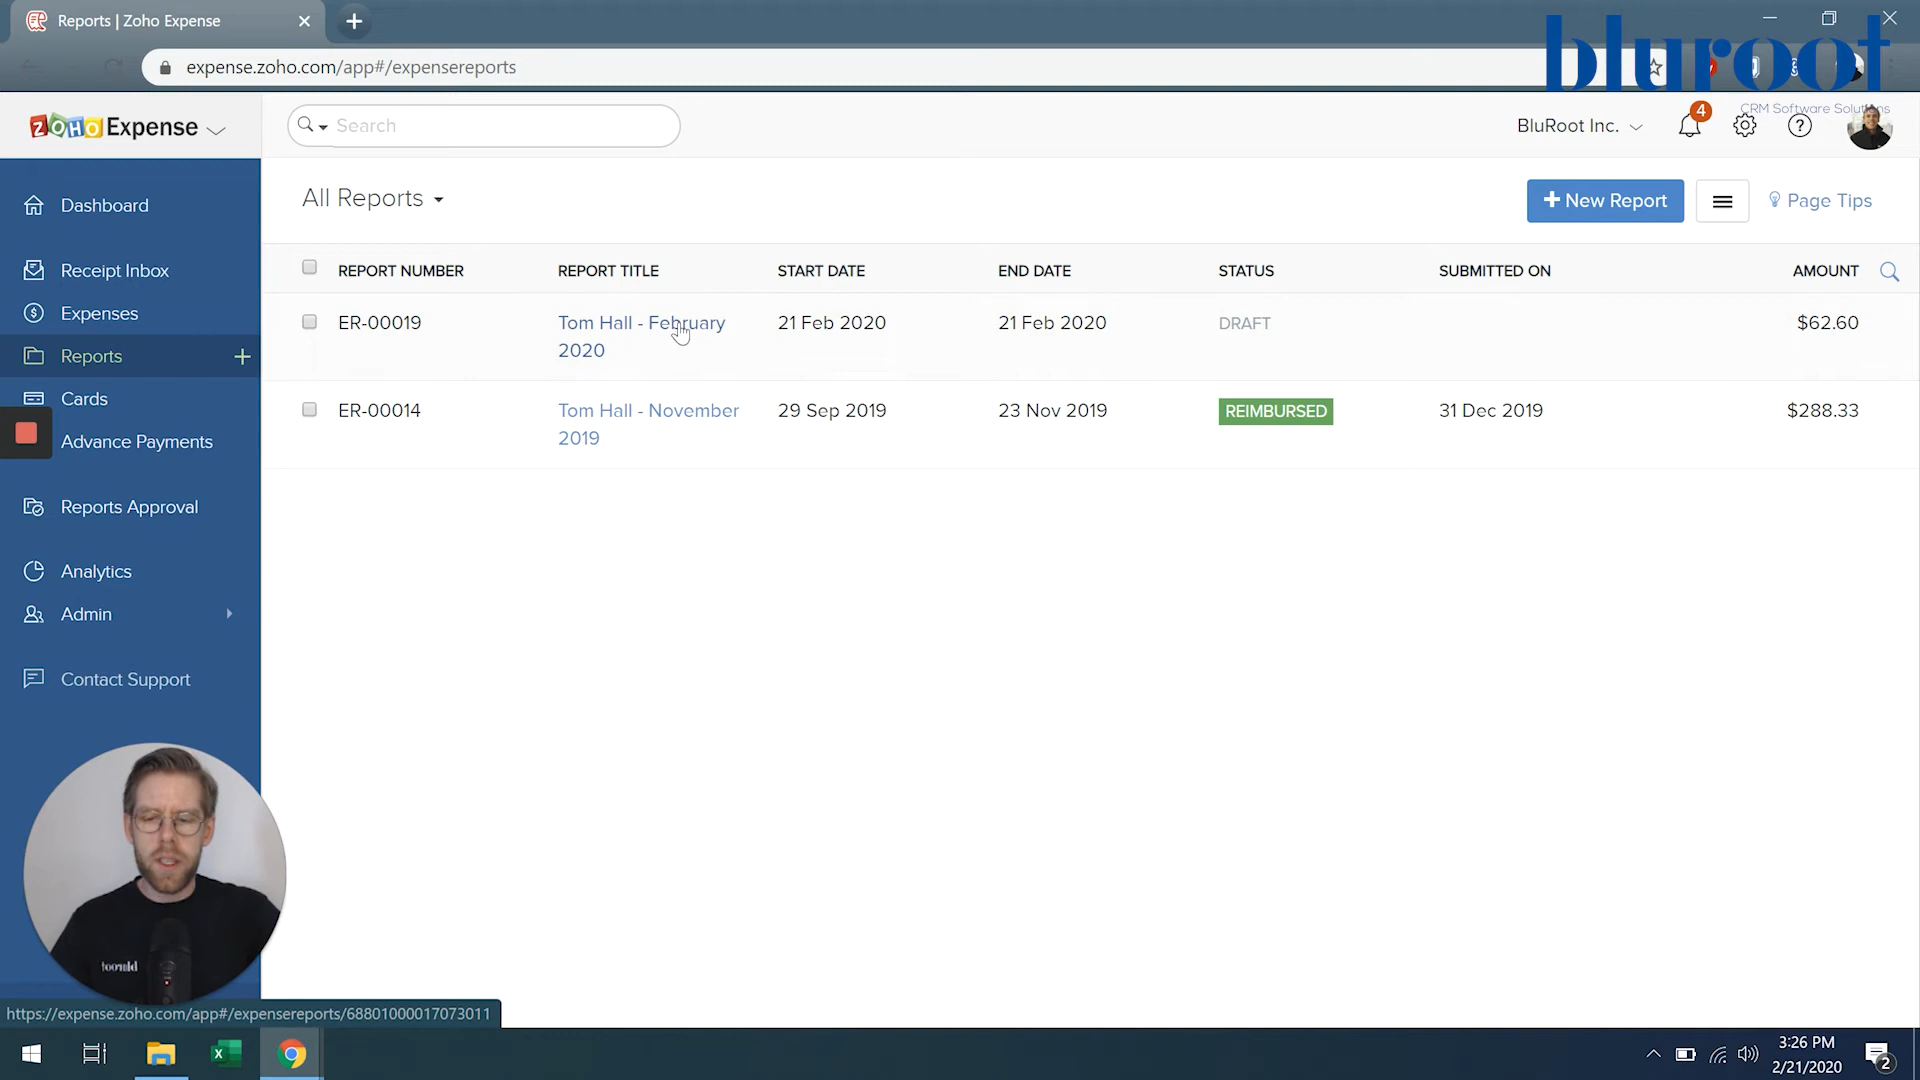 Reports | Zoho Expense
expense.zoho.com/app#/expensereports
bluroot
CRM Software Solutions
ZOHO Expense
Search
BluRoot Inc.
4
Dashboard
Receipt Inbox
Expenses
Reports
Cards
Advance Payments
Reports Approval
Analytics
Admin
Contact Support
All Reports
New Report
Page Tips
REPORT NUMBER REPORT TITLE START DATE END DATE STATUS SUBMITTED ON AMOUNT
ER-00019 Tom Hall - February 21 Feb 2020 21 Feb 2020 DRAFT $62.60
2020
ER-00014 Tom Hall - November 29 Sep 2019 23 Nov 2019 REIMBURSED 31 Dec 2019 $288.33
2019
bluroot
https://expense.zoho.com/app#/expensereports/68801000017073011
3:26 PM
2/21/2020
2